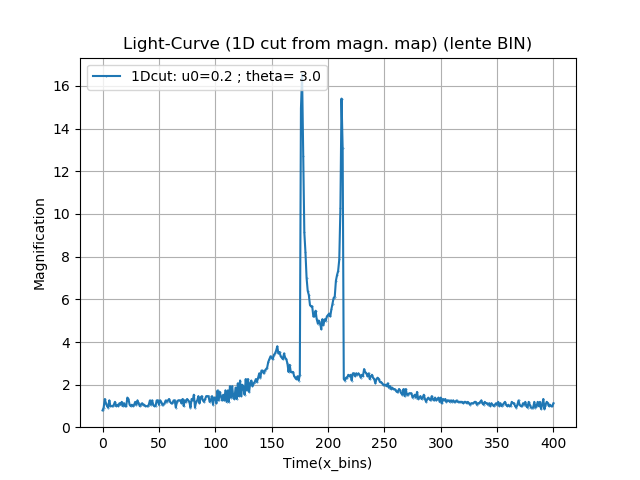 Light-Curve (1D cut from magn. map) (lente BIN)
1Dcut: u0=0.2 ; theta= 3.0
16
14
12
10
8
6
4
2
0
Magnification
0 50 100 150 200 250 300 350 400
Time(x_bins)